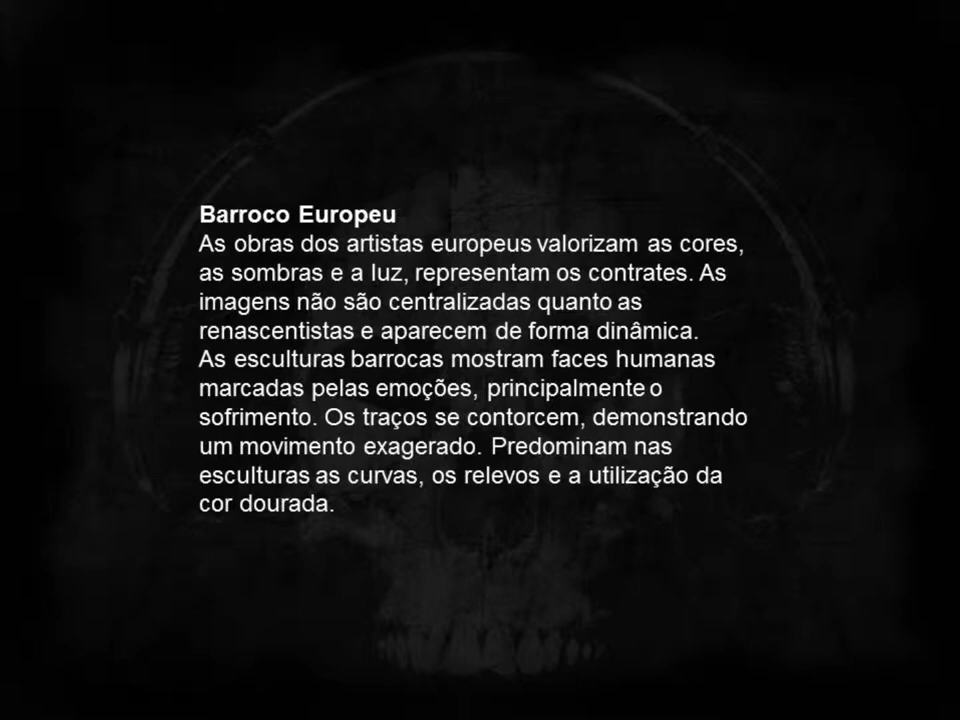 Barroco Europeu
As obras dos artistas europeus valorizam as cores,
as sombras e a luz, representam os contrates. As
imagens não são centralizadas quanto as
renascentistas e aparecem de forma dinâmica.
As esculturas barrocas mostram faces humanas
marcadas pelas emoções, principalmente o
sofrimento. Os traços se contorcem, demonstrando
um movimento exagerado. Predominam nas
esculturas as curvas, os relevos e a utilização da
cor dourada.